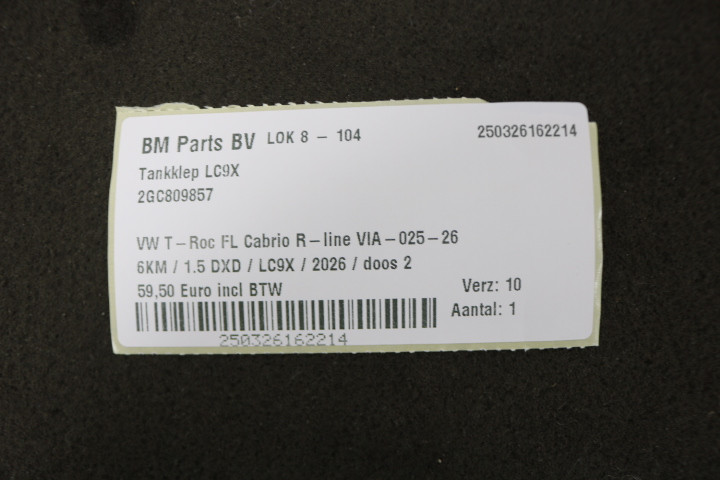 BM Parts BV LOK 8 - 104 250326162214
Tankklep LC9X
2GC809857
VW T-Roc FL Cabrio R-line VIA-025-26
6KM / 1.5 DXD / LC9X / 2026 / doos 2
59,50 Euro incl BTW Verz: 10
Aantal: 1
250326162214